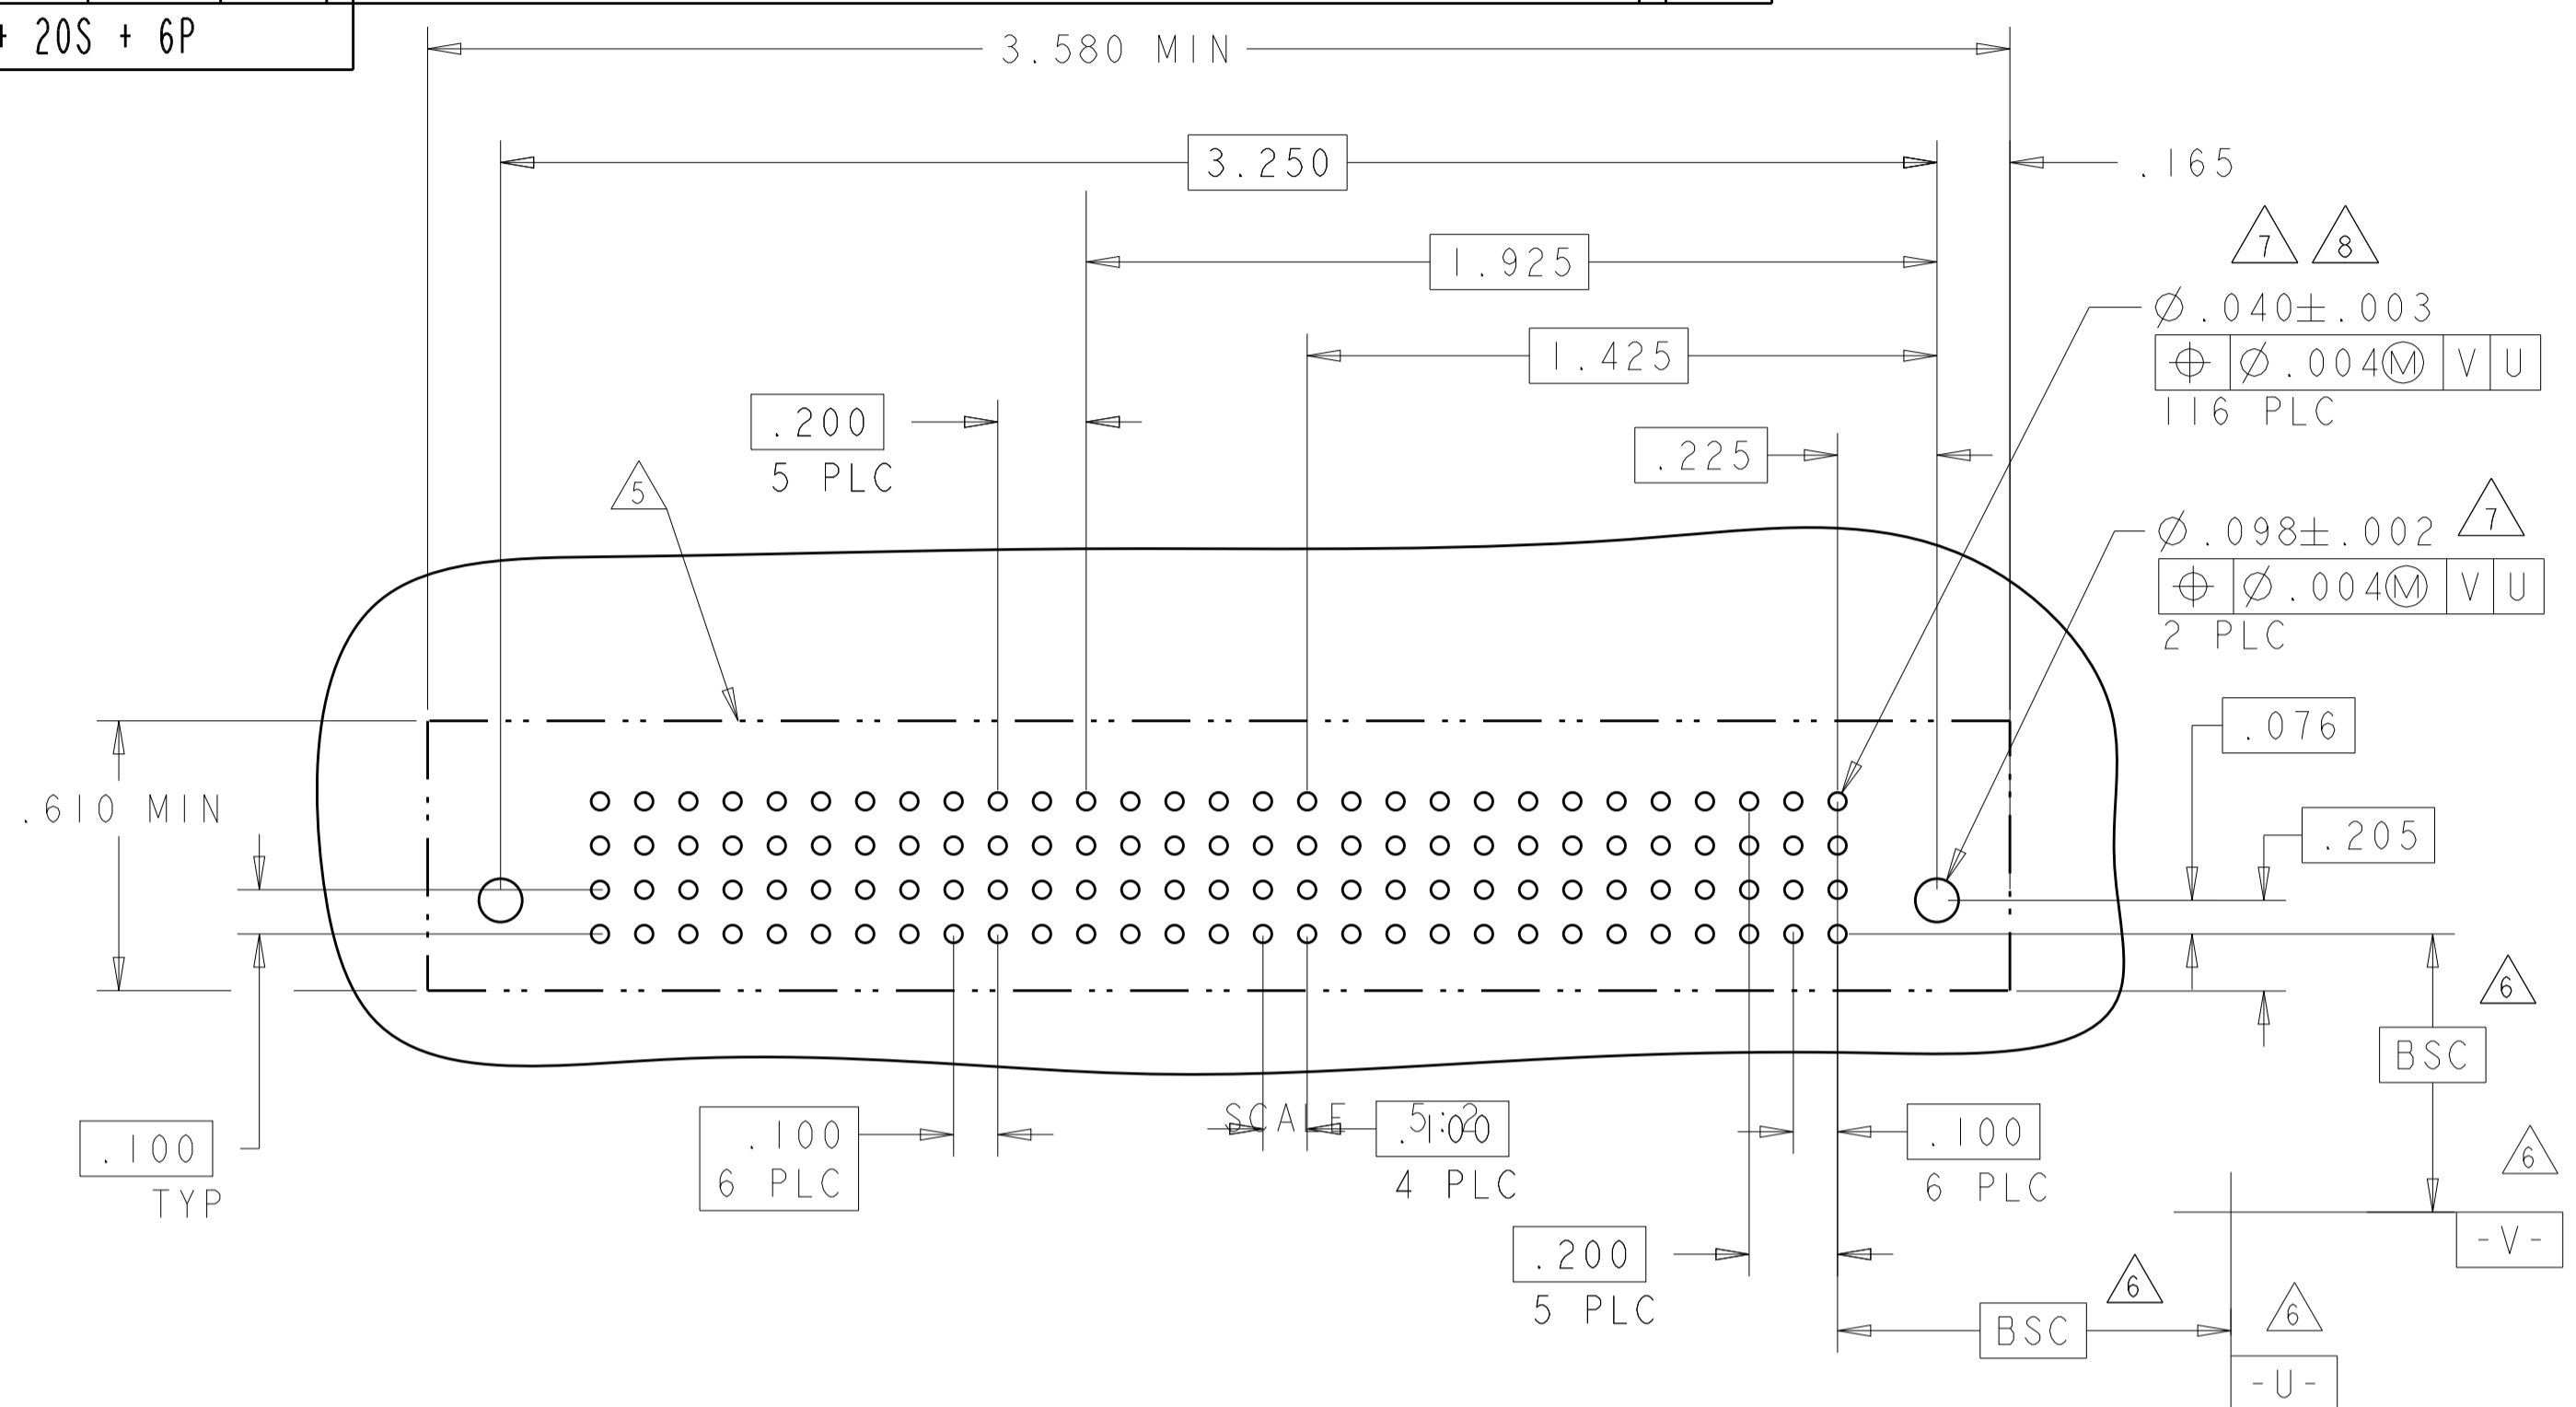 + 20S + 6P
3.580 MIN
3.250
.165
1.925
7 8
1.425
Ø.040±.003
⌖ Ø.004Ⓜ V U
116 PLC
.200
5 PLC
.225
5
7
Ø.098±.002
⌖ Ø.004Ⓜ V U
2 PLC
.076
.610 MIN
.205
6
BSC
.100
TYP
.100
6 PLC
SCALE 5:2
.100
4 PLC
.100
6 PLC
6
.200
5 PLC
-V-
6
6
BSC
-U-